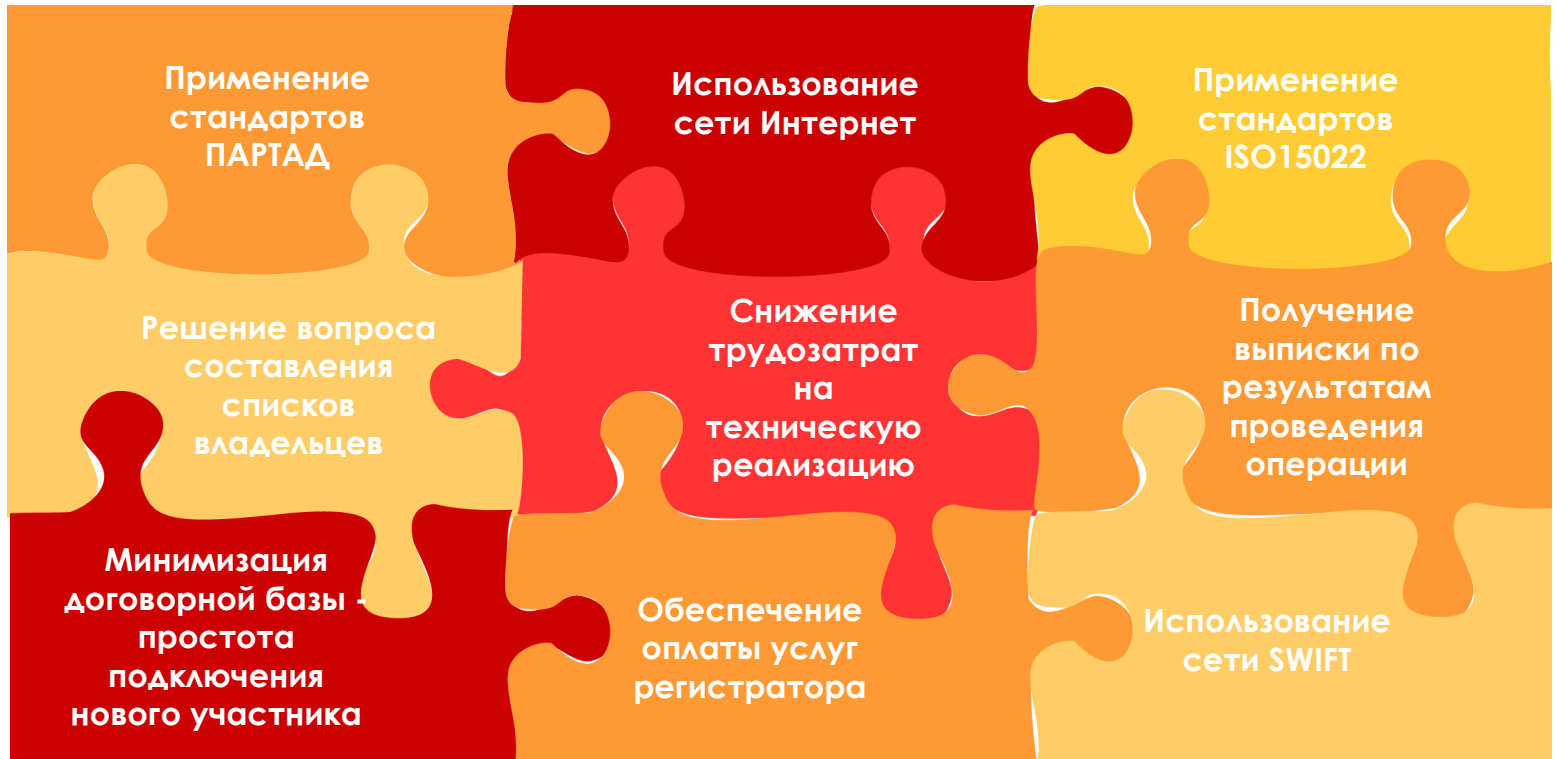 Применение
стандартов
ПАРТАД
Использование
сети Интернет
Применение
стандартов
ISO15022
Решение вопроса
составления
списков
владельцев
Снижение
трудозатрат
на
техническую
реализацию
Получение
выписки по
результатам
проведения
операции
Минимизация
договорной базы -
простота
подключения
нового участника
Обеспечение
оплаты услуг
регистратора
Использование
сети SWIFT